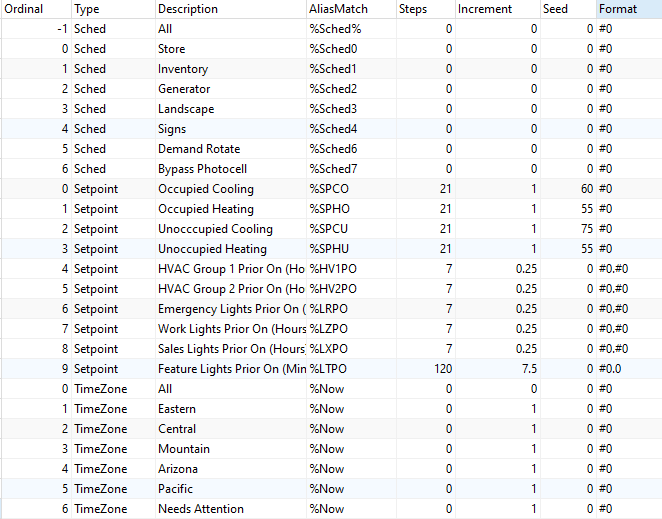 Ordinal Type Description AliasMatch Steps Increment Seed Format
-1 Sched All %Sched% 0 0 0 #0
0 Sched Store %Sched0 0 0 0 #0
1 Sched Inventory %Sched1 0 0 0 #0
2 Sched Generator %Sched2 0 0 0 #0
3 Sched Landscape %Sched3 0 0 0 #0
4 Sched Signs %Sched4 0 0 0 #0
5 Sched Demand Rotate %Sched6 0 0 0 #0
6 Sched Bypass Photocell %Sched7 0 0 0 #0
0 Setpoint Occupied Cooling %SPCO 21 1 60 #0
1 Setpoint Occupied Heating %SPHO 21 1 55 #0
2 Setpoint Unocccupied Cooling %SPCU 21 1 75 #0
3 Setpoint Unoccupied Heating %SPHU 21 1 55 #0
4 Setpoint HVAC Group 1 Prior On (Ho %HV1PO 7 0.25 0 #0.#0
5 Setpoint HVAC Group 2 Prior On (Ho %HV2PO 7 0.25 0 #0.#0
6 Setpoint Emergency Lights Prior On ( %LRPO 7 0.25 0 #0.#0
7 Setpoint Work Lights Prior On (Hours %LZPO 7 0.25 0 #0.#0
8 Setpoint Sales Lights Prior On (Hours %LXPO 7 0.25 0 #0.#0
9 Setpoint Feature Lights Prior On (Min %LTPO 120 7.5 0 #0.0
0 TimeZone All %Now 0 0 0 #0
1 TimeZone Eastern %Now 0 1 0 #0
2 TimeZone Central %Now 0 1 0 #0
3 TimeZone Mountain %Now 0 1 0 #0
4 TimeZone Arizona %Now 0 1 0 #0
5 TimeZone Pacific %Now 0 1 0 #0
6 TimeZone Needs Attention %Now 0 1 0 #0